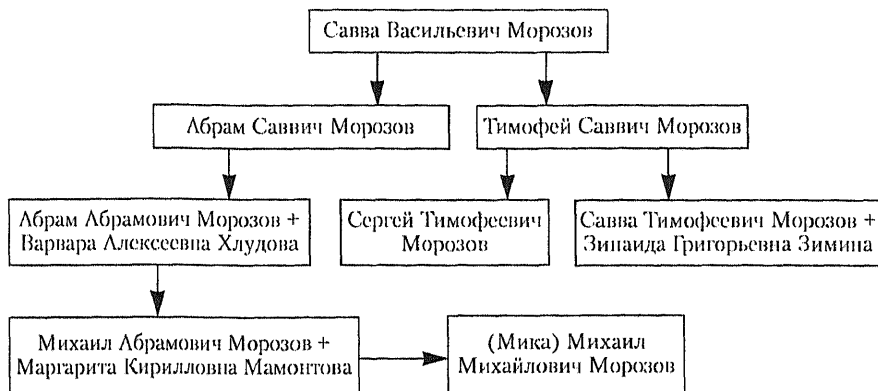 Савва Васильевич Морозов
Абрам Саввич Морозов
Тимофей Саввич Морозов
Абрам Абрамович Морозов +
Варвара Алексеевна Хлудова
Сергей Тимофеевич
Морозов
Савва Тимофеевич Морозов +
Зинаида Григорьевна Зимина
Михаил Абрамович Морозов +
Маргарита Кирилловна Мамонтова
(Мика) Михаил
Михайлович Морозов